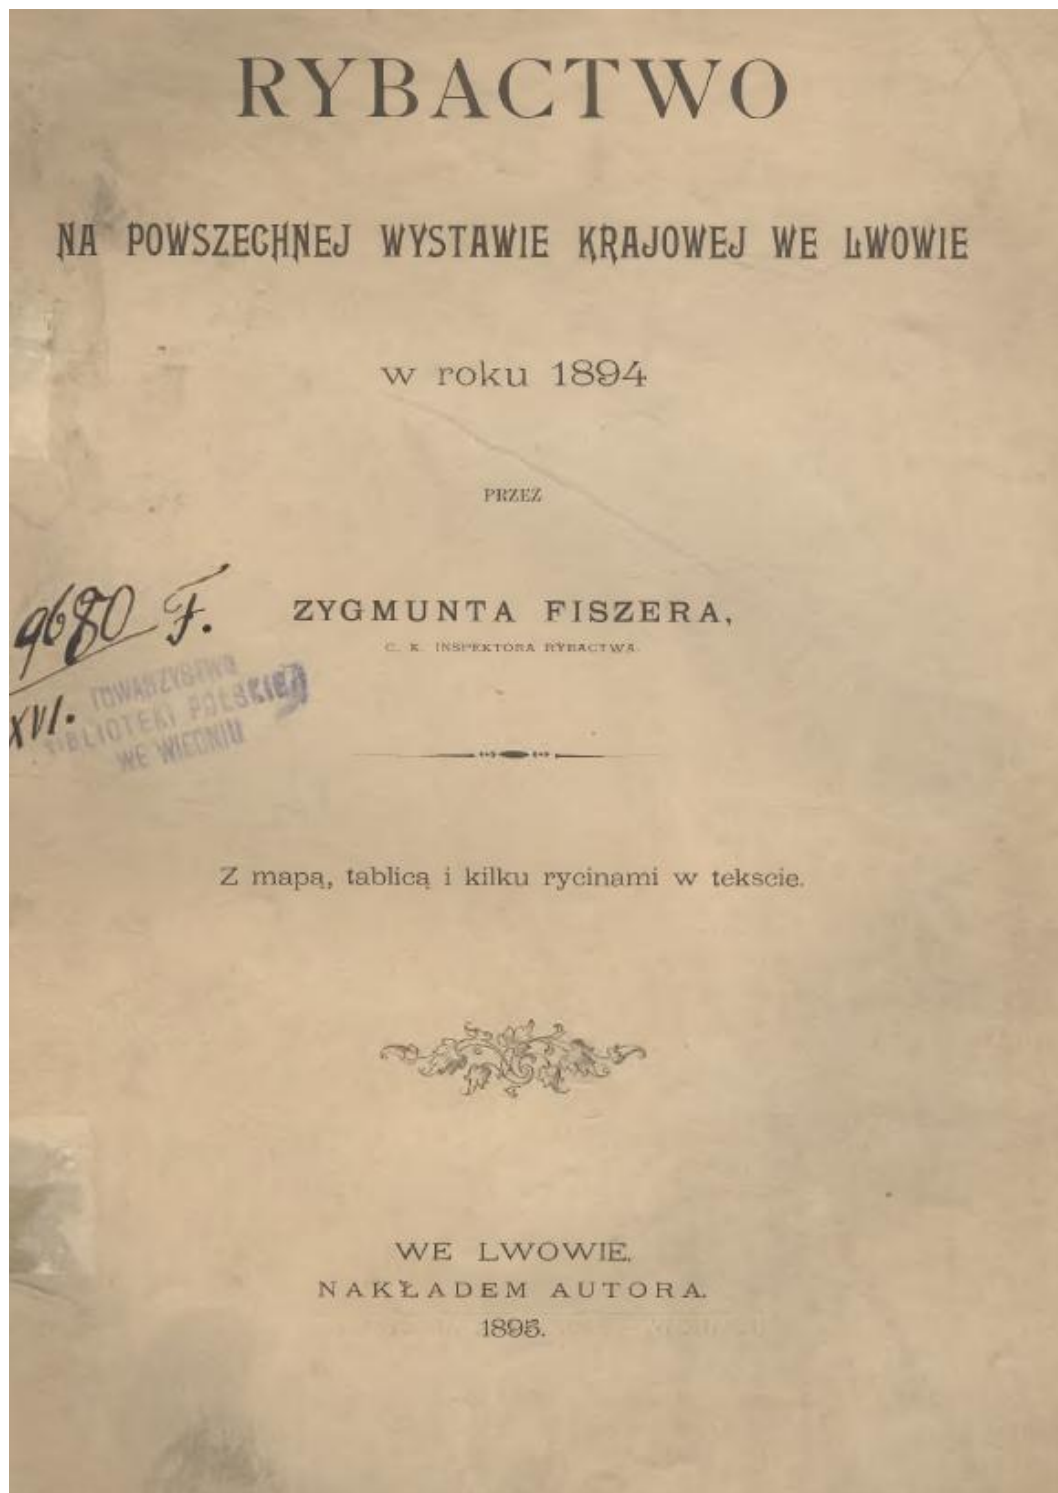 RYBACTWO
NA POWSZECHNEJ WYSTAWIE KRAJOWEJ WE LWOWIE
w roku 1894
PRZEZ
ZYGMUNTA FISZERA,
C. K. INSPEKTORA RYBACTWA.
9680 F.
XVI.
TOWARZYSTWO
BIBLIOTEKI POLSKIEJ
WE WIEDNIU
Z mapą, tablicą i kilku rycinami w tekscie.
WE LWOWIE.
NAKŁADEM AUTORA.
1895.